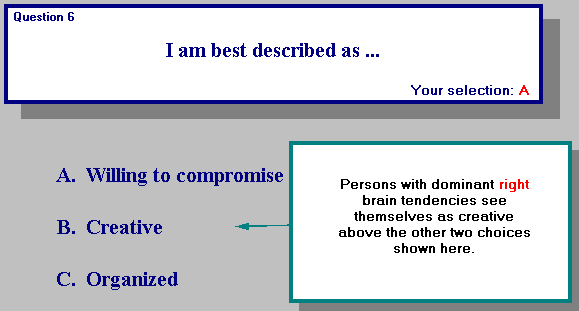 Question 6
I am best described as ...
Your selection: A
A. Willing to compromise
B. Creative
C. Organized
Persons with dominant right
brain tendencies see
themselves as creative
above the other two choices
shown here.